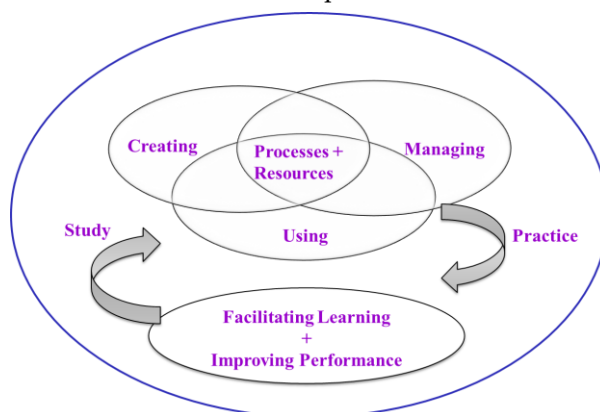 Creating
Processes +
Resources
Managing
Using
Study
Practice
Facilitating Learning
+
Improving Performance